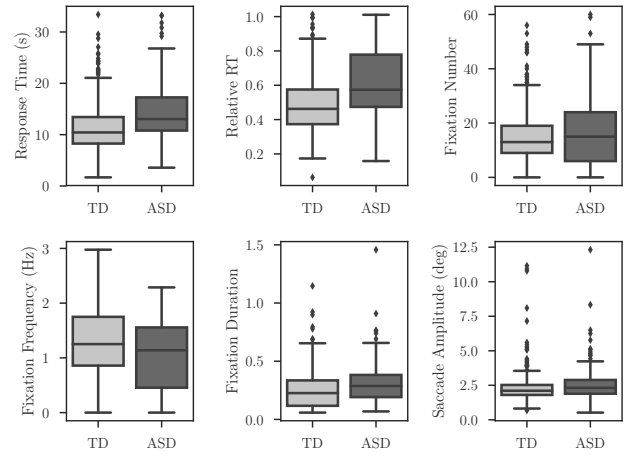 Response Time (s)
30
20
10
0
TD ASD
Relative RT
1.0
0.8
0.6
0.4
0.2
TD ASD
Fixation Number
60
40
20
0
TD ASD
Fixation Frequency (Hz)
3
2
1
0
TD ASD
Fixation Duration
1.5
1.0
0.5
0.0
TD ASD
Saccade Amplitude (deg)
12.5
10.0
7.5
5.0
2.5
0.0
TD ASD